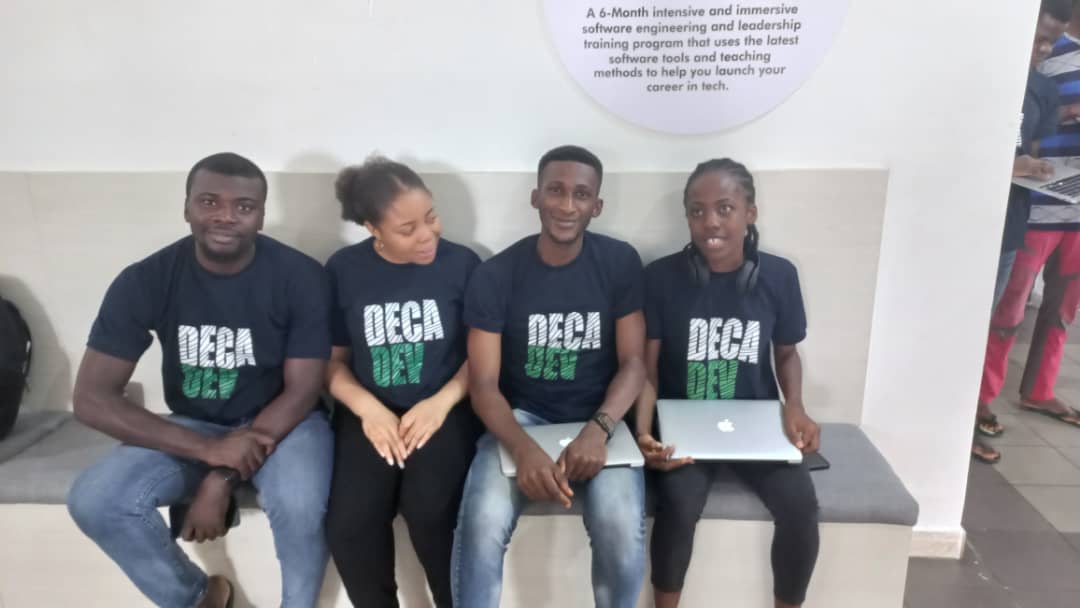 A 6-Month intensive and immersive
software engineering and leadership
training program that uses the latest
software tools and teaching
methods to help you launch your
career in tech.
DECA
DEV
DECA
DEV
DECA
DEV
DECA
DEV